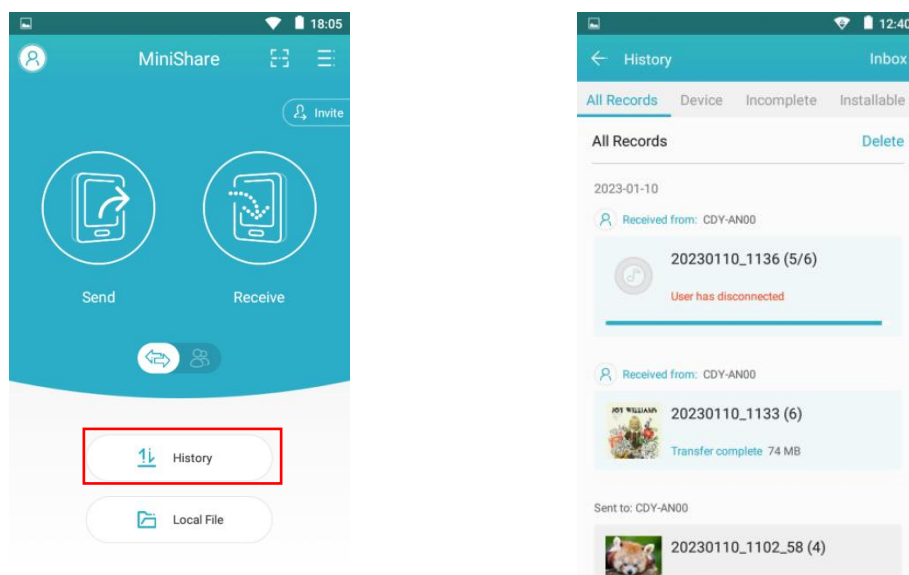 18:05
MiniShare
Invite
Send
Receive
History
Local File
12:40
History
Inbox
All Records
Device
Incomplete
Installable
All Records
Delete
2023-01-10
Received from: CDY-AN00
20230110_1136 (5/6)
User has disconnected
Received from: CDY-AN00
JOY WILLIAMS
20230110_1133 (6)
Transfer complete 74 MB
Sent to: CDY-AN00
20230110_1102_58 (4)